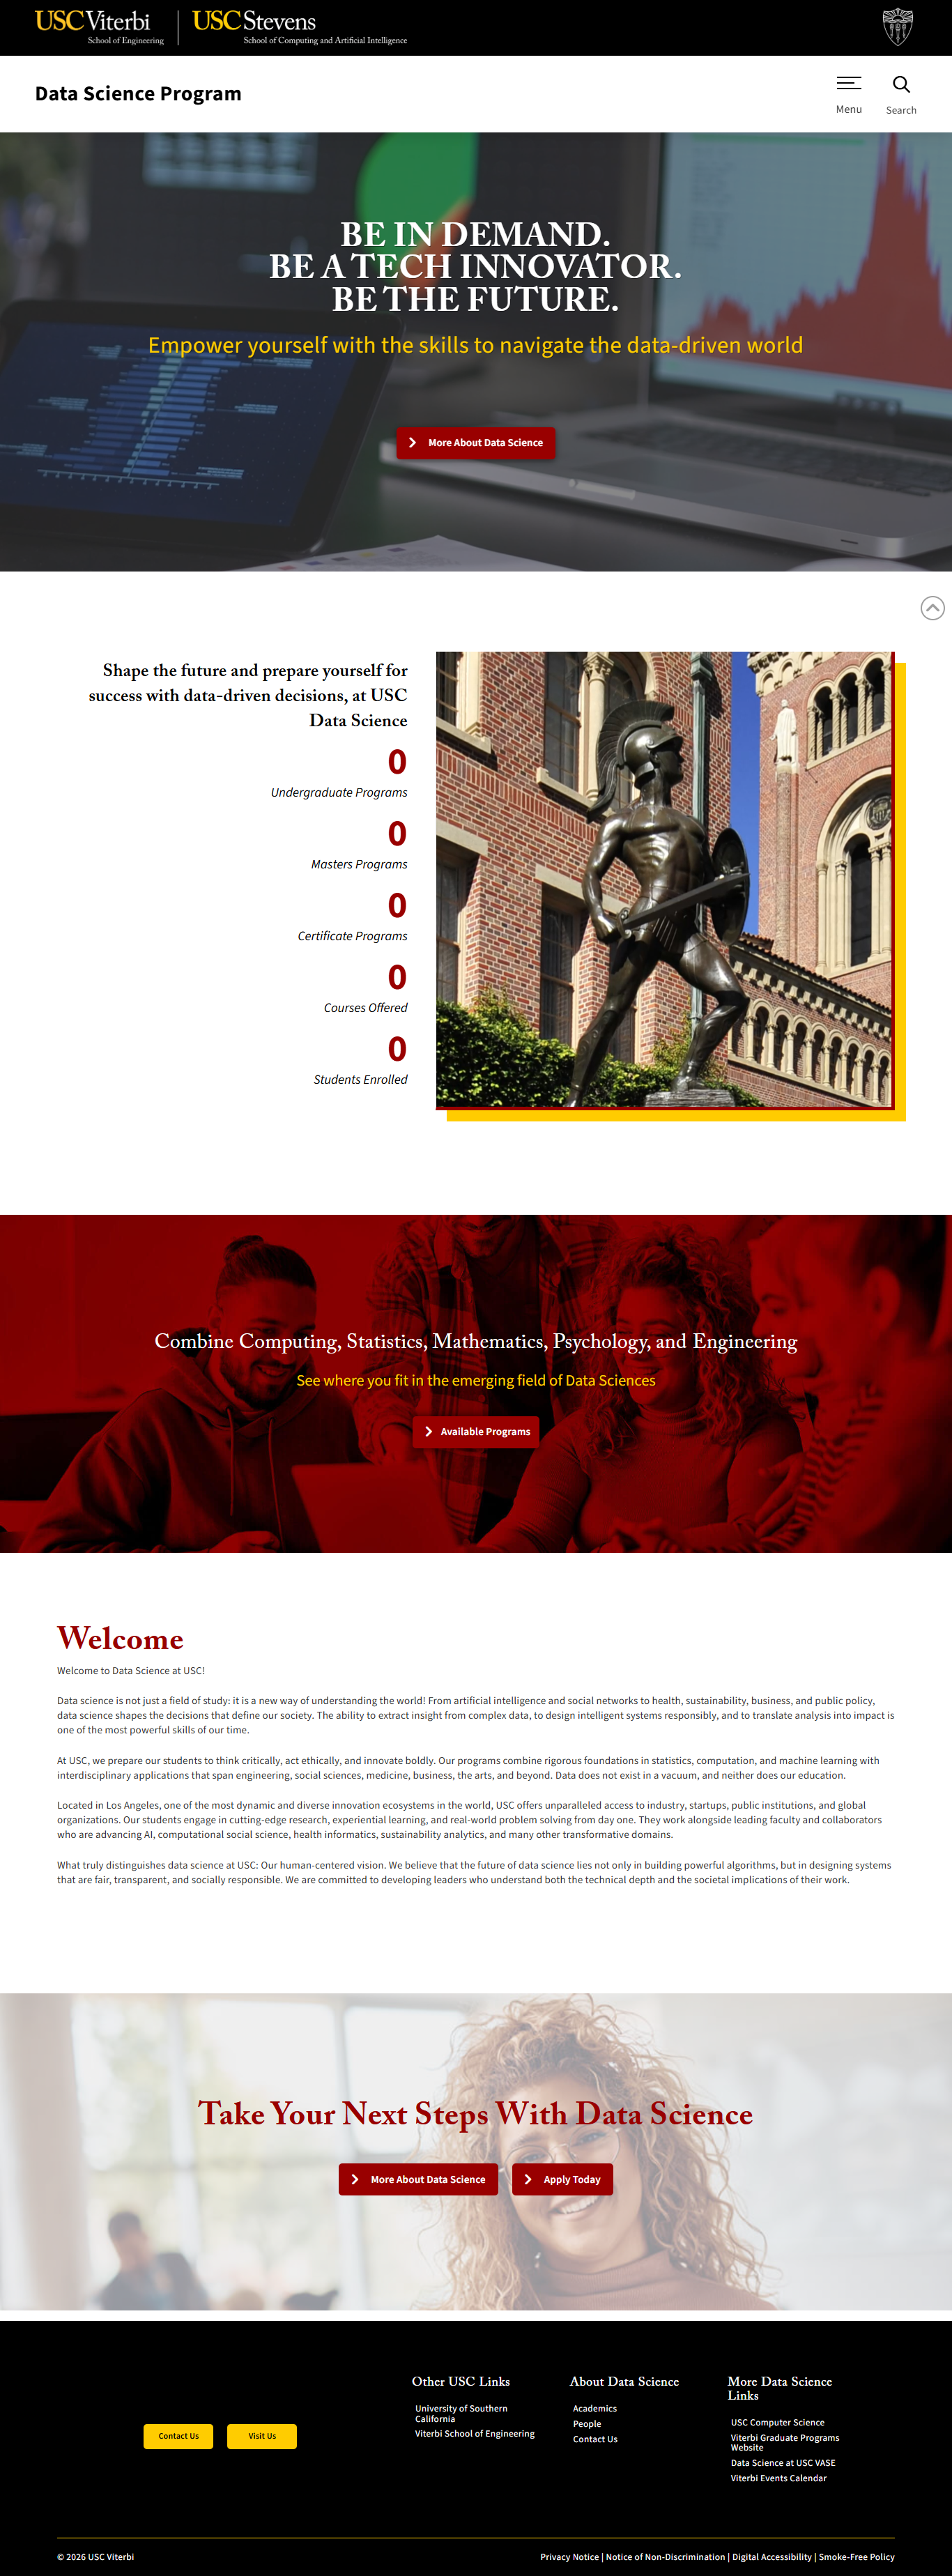 USC Viterbi
School of Engineering
USC Stevens
School of Computing and Artificial Intelligence
Data Science Program
Menu
Search
BE IN DEMAND.
BE A TECH INNOVATOR.
BE THE FUTURE.
Empower yourself with the skills to navigate the data-driven world
More About Data Science
Shape the future and prepare yourself for
success with data-driven decisions, at USC
Data Science
0
Undergraduate Programs
0
Masters Programs
0
Certificate Programs
0
Courses Offered
0
Students Enrolled
Combine Computing, Statistics, Mathematics, Psychology, and Engineering
See where you fit in the emerging field of Data Sciences
Available Programs
Welcome
Welcome to Data Science at USC!
Data science is not just a field of study: it is a new way of understanding the world! From artificial intelligence and social networks to health, sustainability, business, and public policy,
data science shapes the decisions that define our society. The ability to extract insight from complex data, to design intelligent systems responsibly, and to translate analysis into impact is
one of the most powerful skills of our time.
At USC, we prepare our students to think critically, act ethically, and innovate boldly. Our programs combine rigorous foundations in statistics, computation, and machine learning with
interdisciplinary applications that span engineering, social sciences, medicine, business, the arts, and beyond. Data does not exist in a vacuum, and neither does our education.
Located in Los Angeles, one of the most dynamic and diverse innovation ecosystems in the world, USC offers unparalleled access to industry, startups, public institutions, and global
organizations. Our students engage in cutting-edge research, experiential learning, and real-world problem solving from day one. They work alongside leading faculty and collaborators
who are advancing AI, computational social science, health informatics, sustainability analytics, and many other transformative domains.
What truly distinguishes data science at USC: Our human-centered vision. We believe that the future of data science lies not only in building powerful algorithms, but in designing systems
that are fair, transparent, and socially responsible. We are committed to developing leaders who understand both the technical depth and the societal implications of their work.
Take Your Next Steps With Data Science
More About Data Science
Apply Today
Contact Us
Visit Us
Other USC Links
University of Southern
California
Viterbi School of Engineering
About Data Science
Academics
People
Contact Us
More Data Science
Links
USC Computer Science
Viterbi Graduate Programs
Website
Data Science at USC VASE
Viterbi Events Calendar
© 2026 USC Viterbi
Privacy Notice | Notice of Non-Discrimination | Digital Accessibility | Smoke-Free Policy